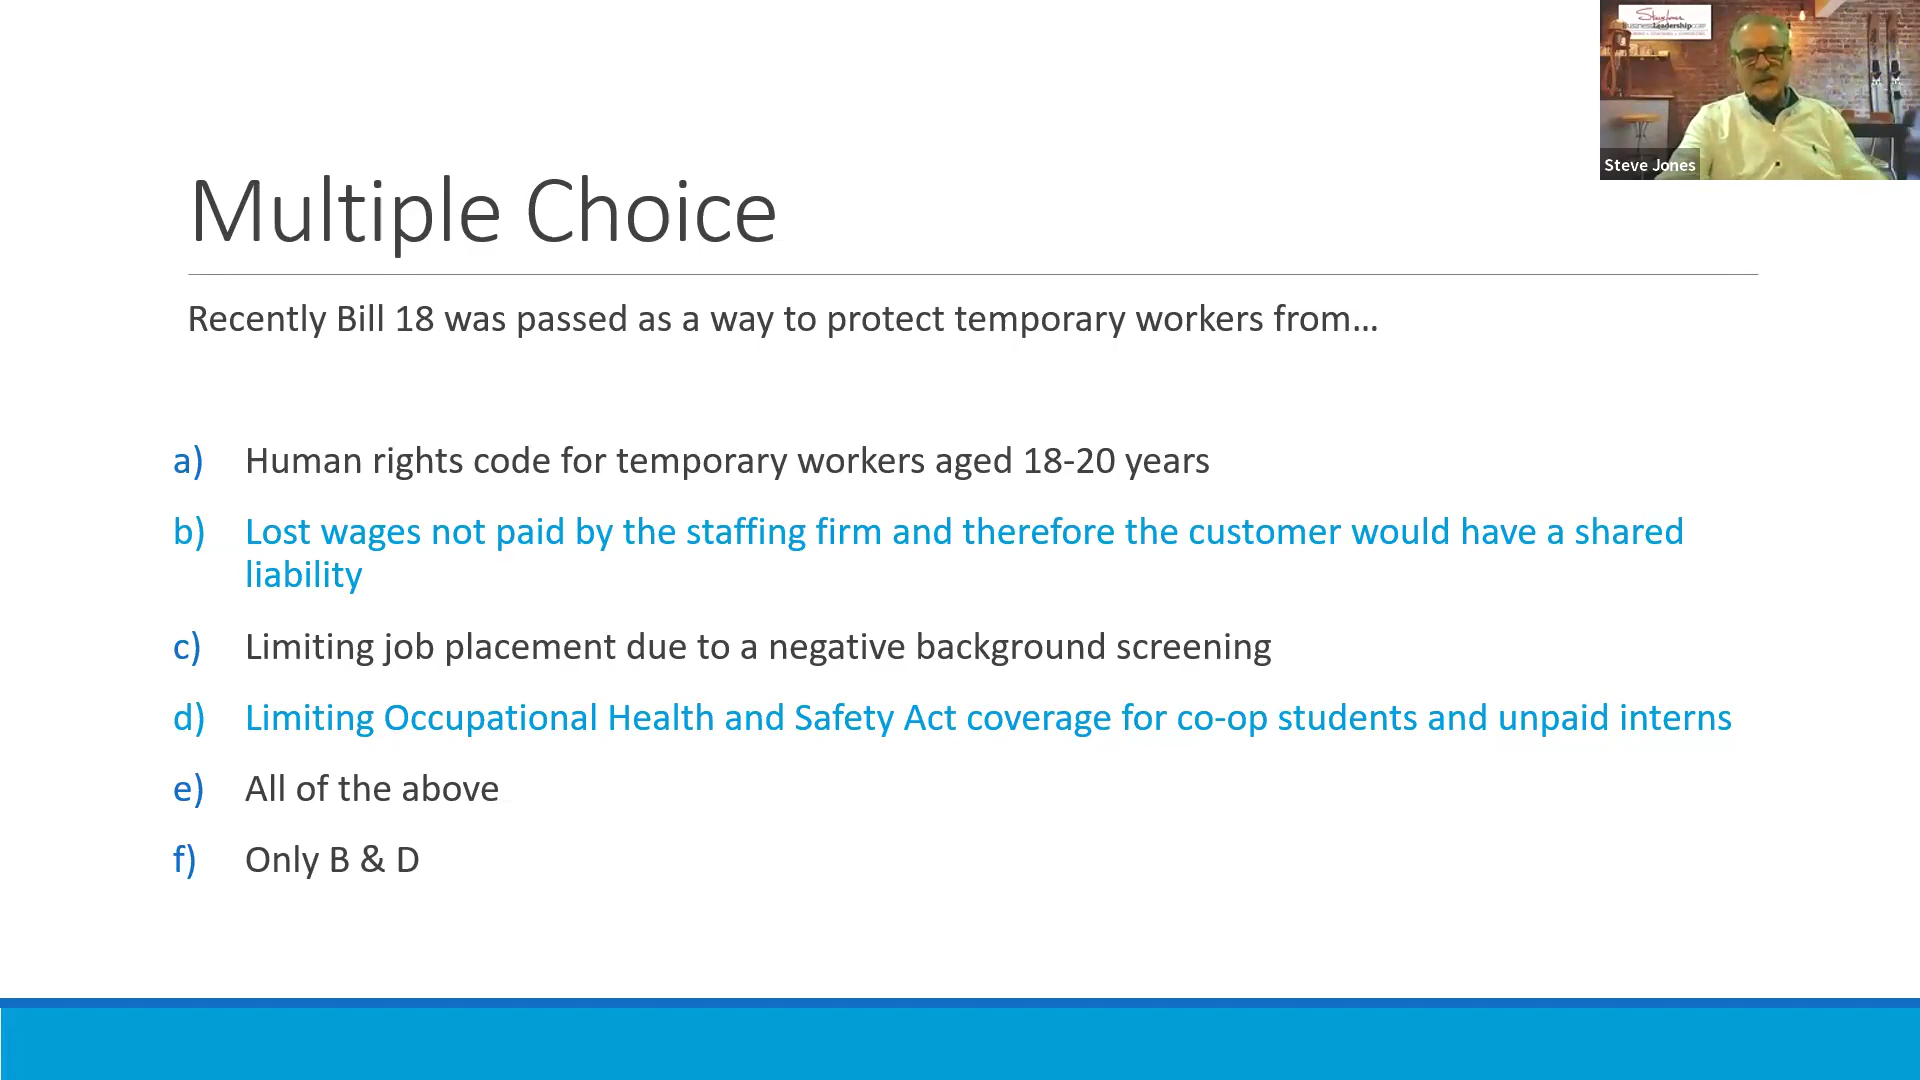 Leadership
Steve Jones
Multiple Choice
Recently Bill 18 was passed as a way to protect temporary workers from…
a) Human rights code for temporary workers aged 18-20 years
b) Lost wages not paid by the staffing firm and therefore the customer would have a shared
liability
c) Limiting job placement due to a negative background screening
d) Limiting Occupational Health and Safety Act coverage for co-op students and unpaid interns
e) All of the above
f) Only B & D